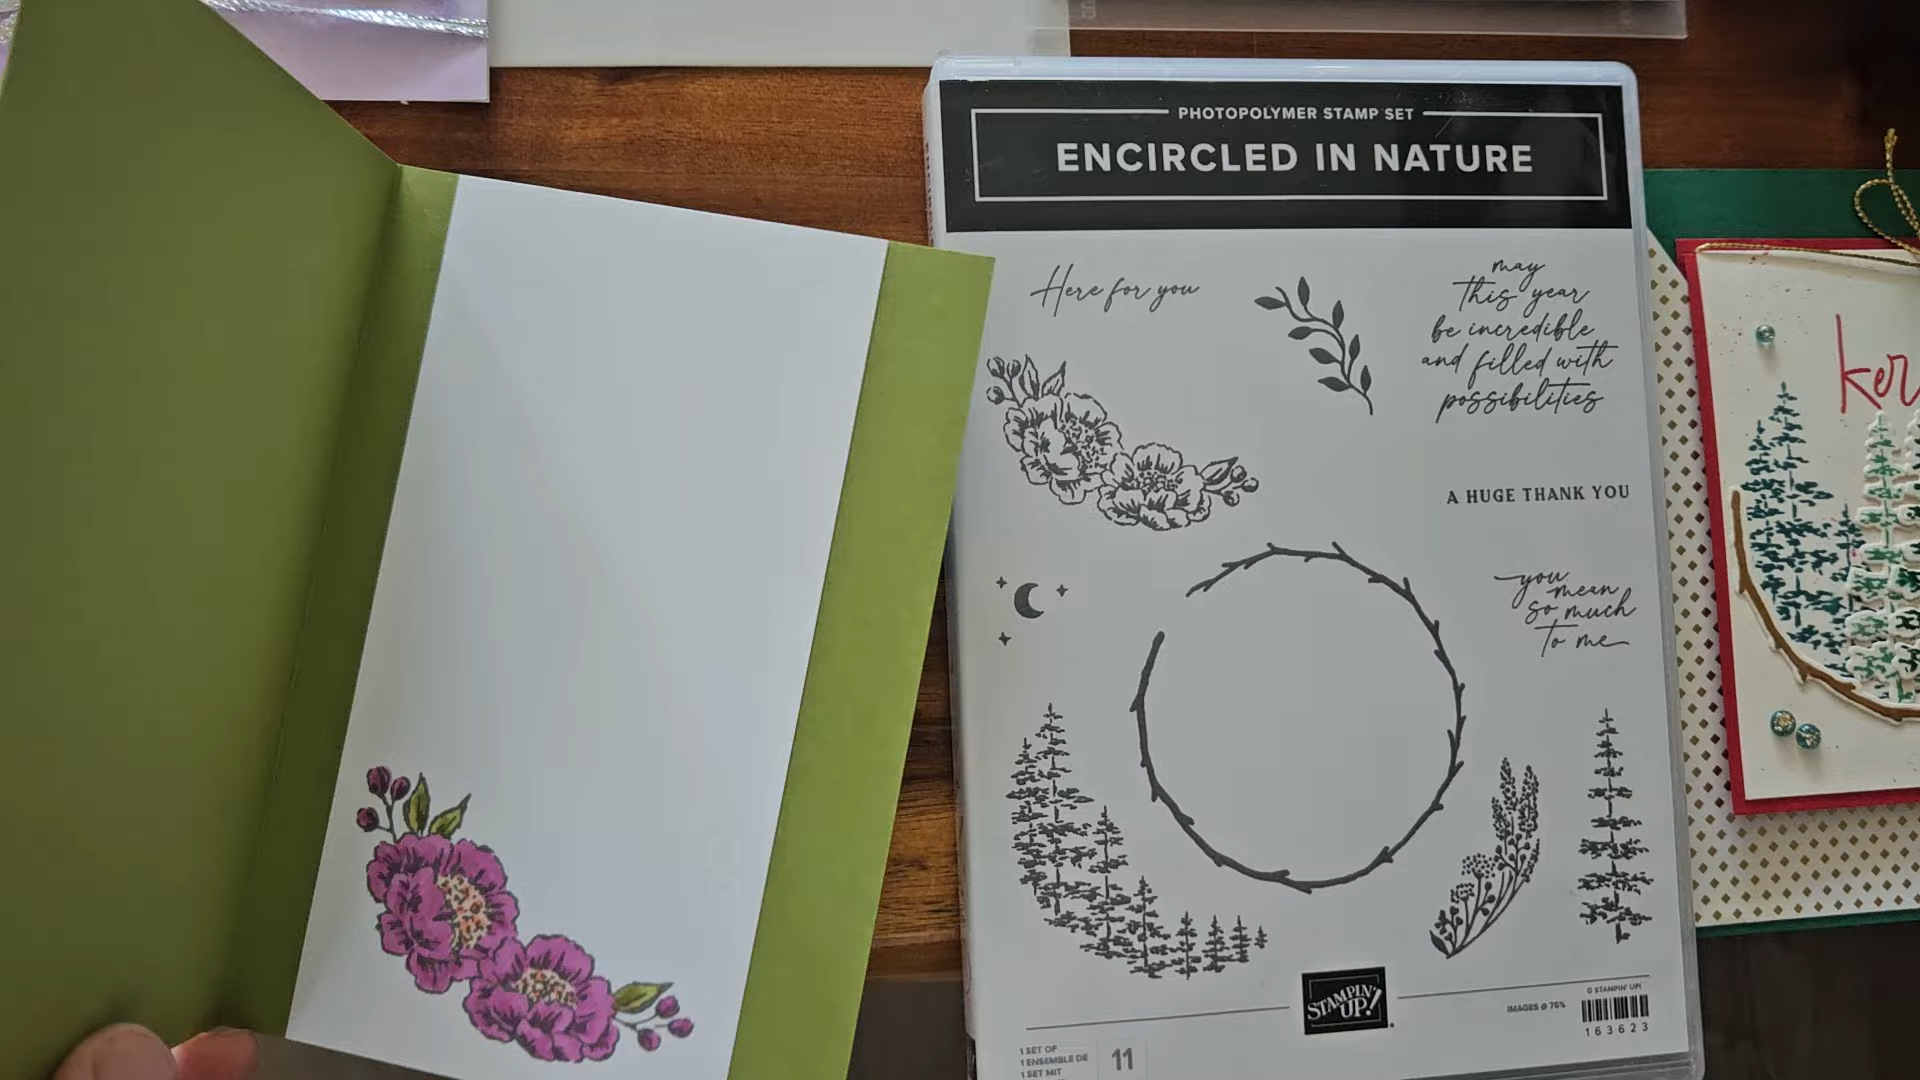 PHOTOPOLYMER STAMP SET
ENCIRCLED IN NATURE
Here for you
may
this year
be incredible
and filled with
possibilities
A HUGE THANK YOU
you
mean
so much
to me
STAMPIN'
UP!
© STAMPIN' UP!
IMAGES @ 75%
163623
1 SET OF
1 ENSEMBLE DE
1 SET MIT
11
ker